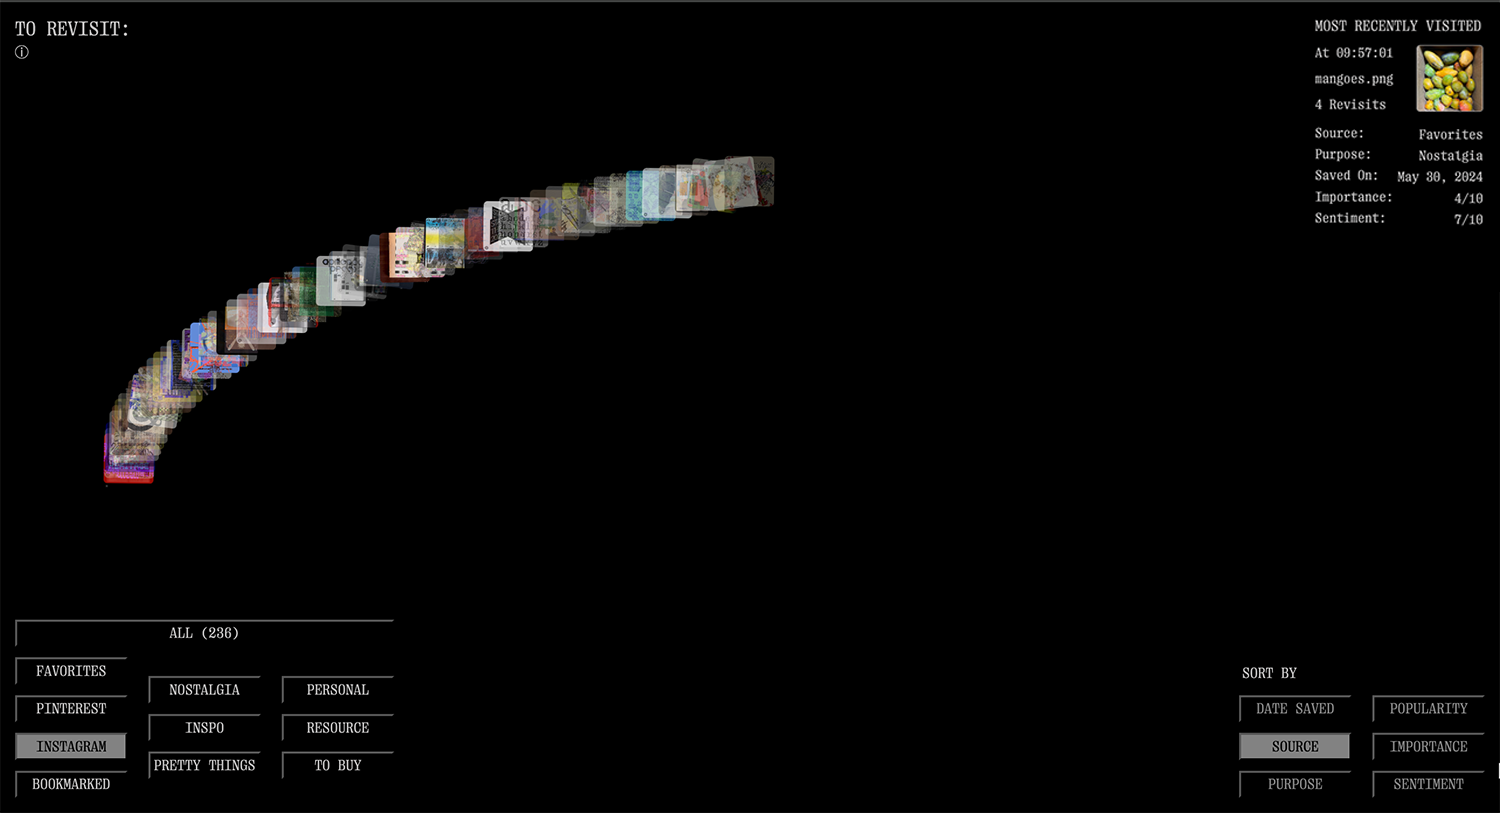 TO REVISIT:
ⓘ
MOST RECENTLY VISITED
At 09:57:01
mangoes.png
4 Revisits
Source: Favorites
Purpose: Nostalgia
Saved On: May 30, 2024
Importance: 4/10
Sentiment: 7/10
ALL (236)
FAVORITES
PINTEREST
INSTAGRAM
BOOKMARKED
NOSTALGIA
INSPO
PRETTY THINGS
PERSONAL
RESOURCE
TO BUY
SORT BY
DATE SAVED
SOURCE
PURPOSE
POPULARITY
IMPORTANCE
SENTIMENT